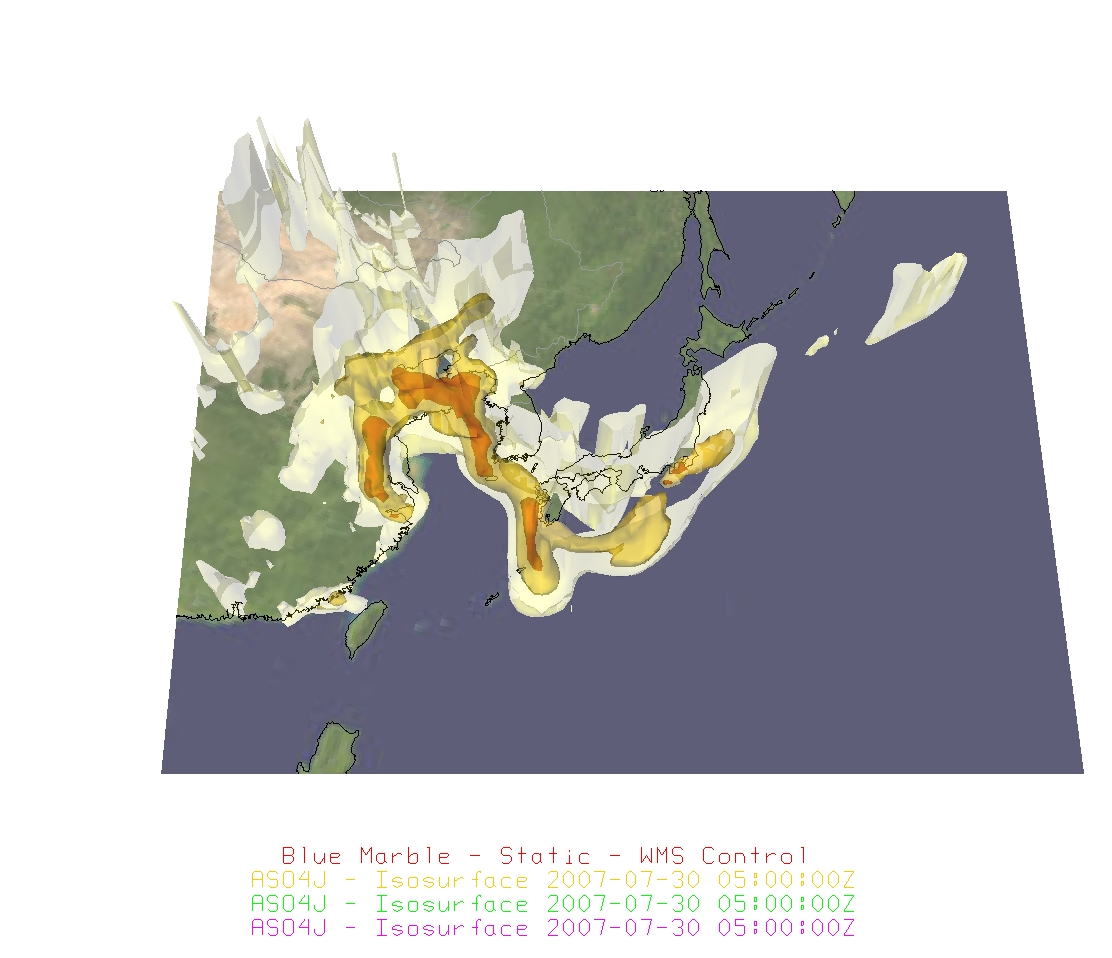 Blue Marble - Static - WMS Control
ASO4J - Isosurface 2007-07-30 05:00:00Z
ASO4J - Isosurface 2007-07-30 05:00:00Z
ASO4J - Isosurface 2007-07-30 05:00:00Z